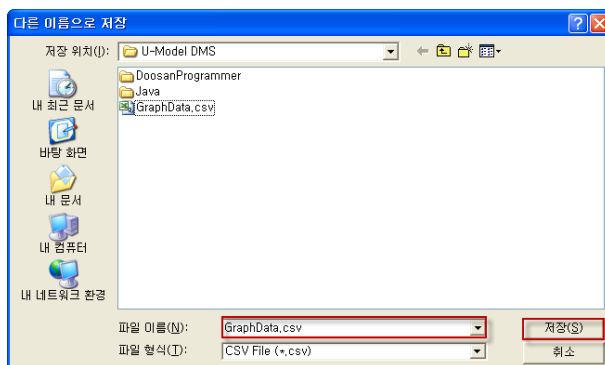 다른 이름으로 저장
저장 위치(I): U-Model DMS
DoosanProgrammer
Java
GraphData.csv
내 최근 문서
바탕 화면
내 문서
내 컴퓨터
내 네트워크 환경
파일 이름(N): GraphData.csv 저장(S)
파일 형식(T): CSV File (*.csv) 취소